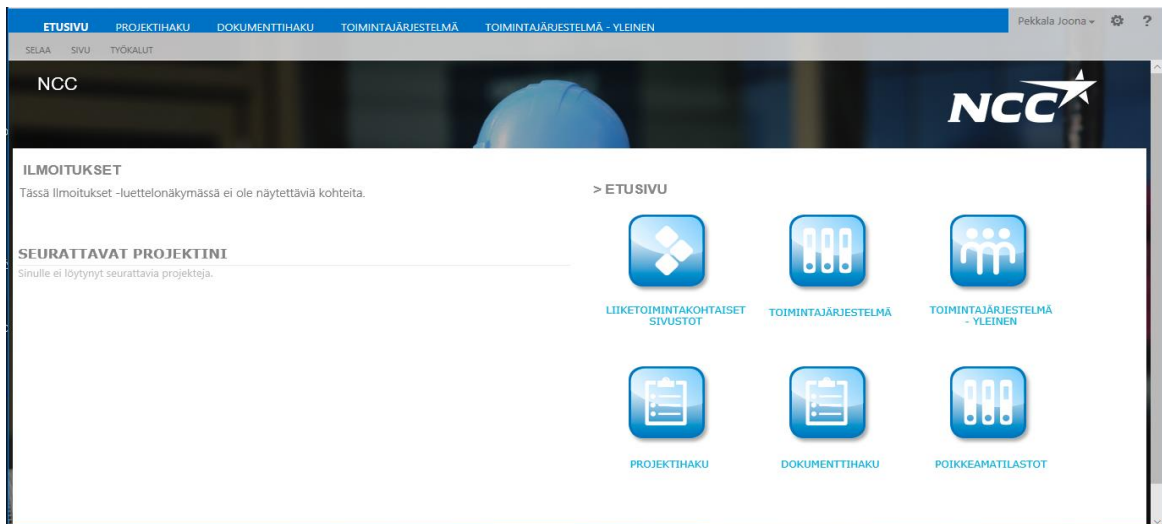 ETUSIVU PROJEKTIHAKU DOKUMENTTIHAKU TOIMINTAJÄRJESTELMÄ TOIMINTAJÄRJESTELMÄ - YLEINEN Pekkala Joona ?
SELAA SIVU TYÖKALUT
NCC
NCC
ILMOITUKSET
Tässä Ilmoitukset -luettelonäkymässä ei ole näytettäviä kohteita.
SEURATTAVAT PROJEKTINI
Sinulle ei löytynyt seurattavia projekteja.
> ETUSIVU
LIIKETOIMINTAKOHTAISET
SIVUSTOT
TOIMINTAJÄRJESTELMÄ
TOIMINTAJÄRJESTELMÄ
- YLEINEN
PROJEKTIHAKU
DOKUMENTTIHAKU
POIKKEAMATILASTOT